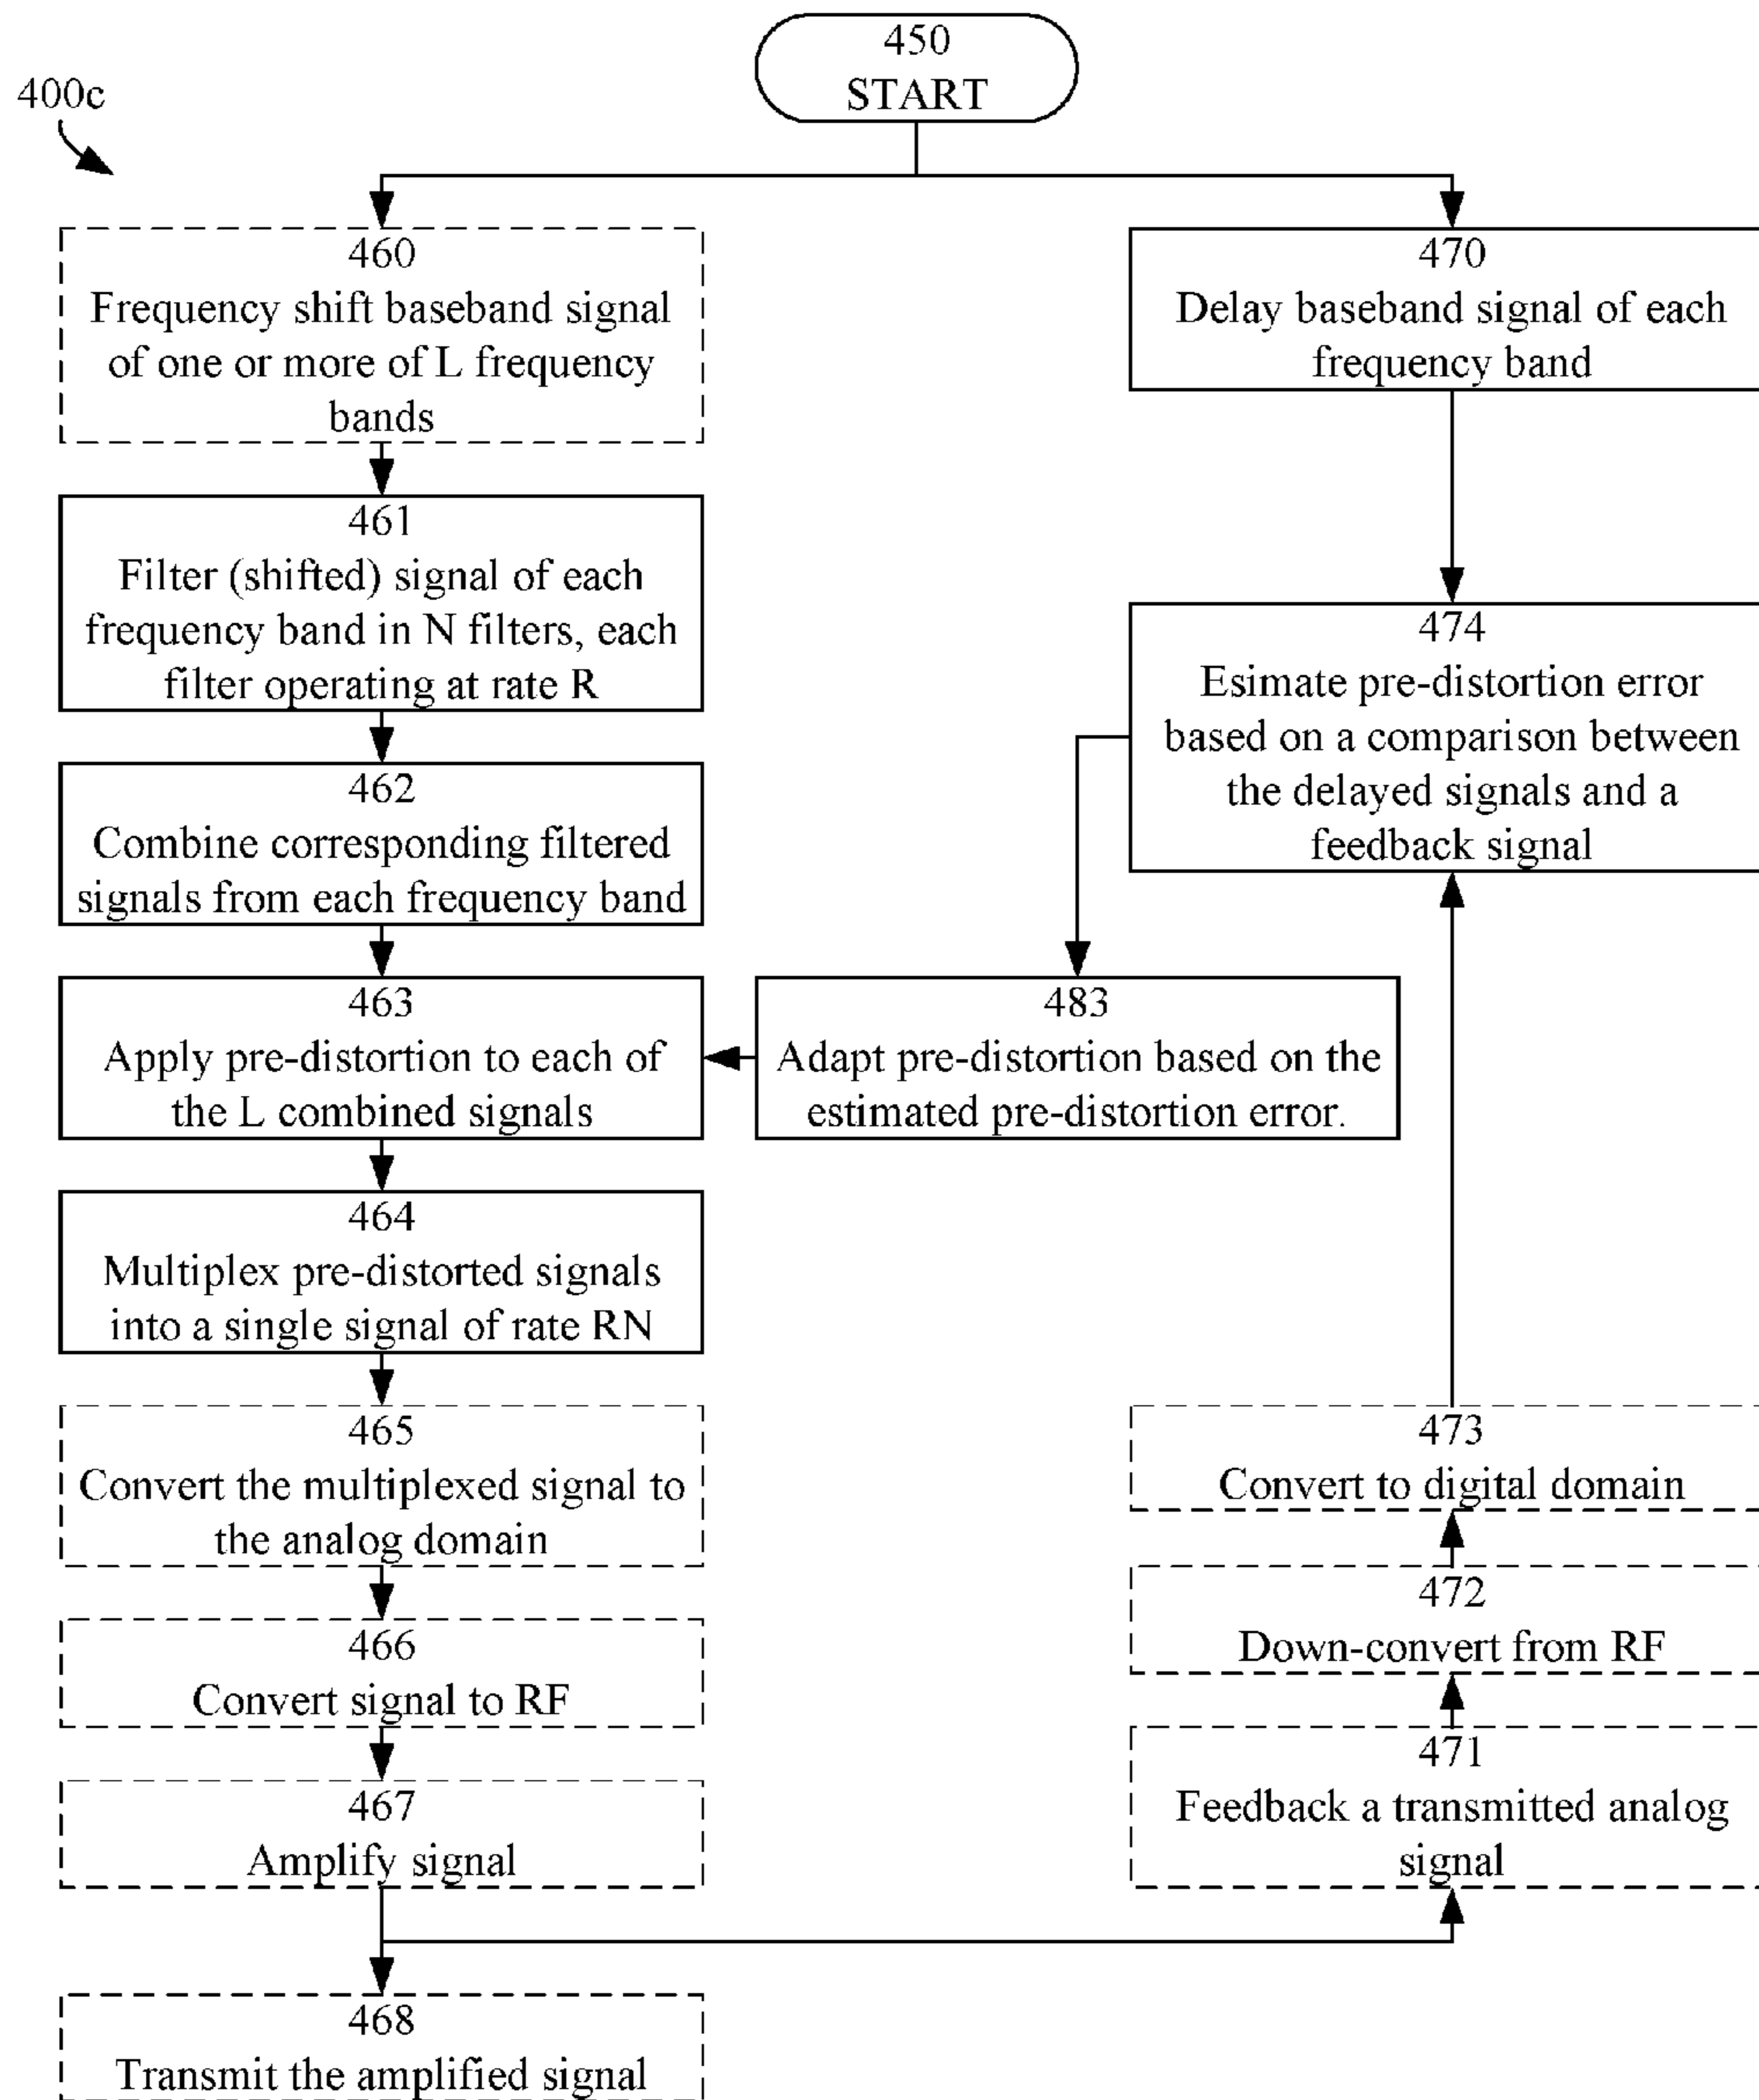 450
START
400c
460
Frequency shift baseband signal
of one or more of L frequency
bands
461
Filter (shifted) signal of each
frequency band in N filters, each
filter operating at rate R
462
Combine corresponding filtered
signals from each frequency band
463
Apply pre-distortion to each of
the L combined signals
464
Multiplex pre-distorted signals
into a single signal of rate RN
465
Convert the multiplexed signal to
the analog domain
466
Convert signal to RF
467
Amplify signal
468
Transmit the amplified signal
470
Delay baseband signal of each
frequency band
474
Esimate pre-distortion error
based on a comparison between
the delayed signals and a
feedback signal
483
Adapt pre-distortion based on the
estimated pre-distortion error.
473
Convert to digital domain
472
Down-convert from RF
471
Feedback a transmitted analog
signal